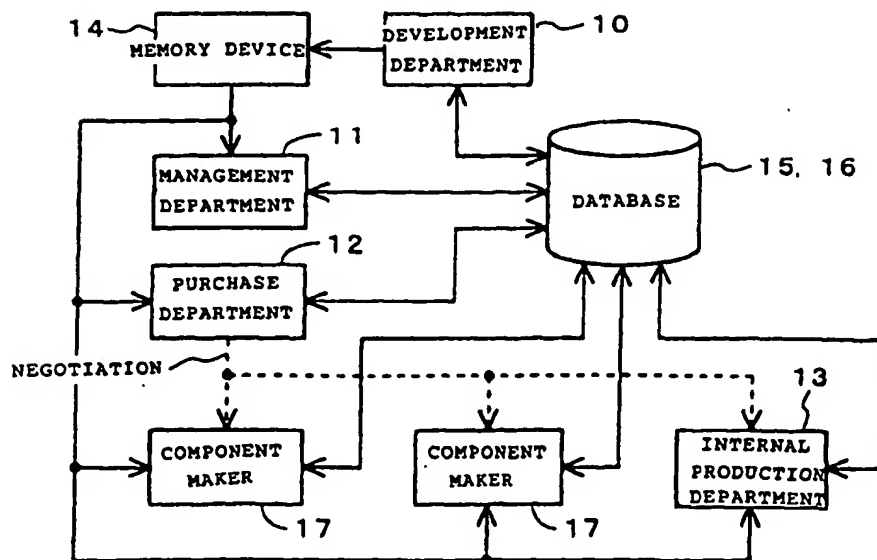 14
MEMORY DEVICE
DEVELOPMENT
DEPARTMENT
10
11
MANAGEMENT
DEPARTMENT
DATABASE
15, 16
12
PURCHASE
DEPARTMENT
NEGOTIATION
13
COMPONENT
MAKER
17
COMPONENT
MAKER
17
INTERNAL
PRODUCTION
DEPARTMENT